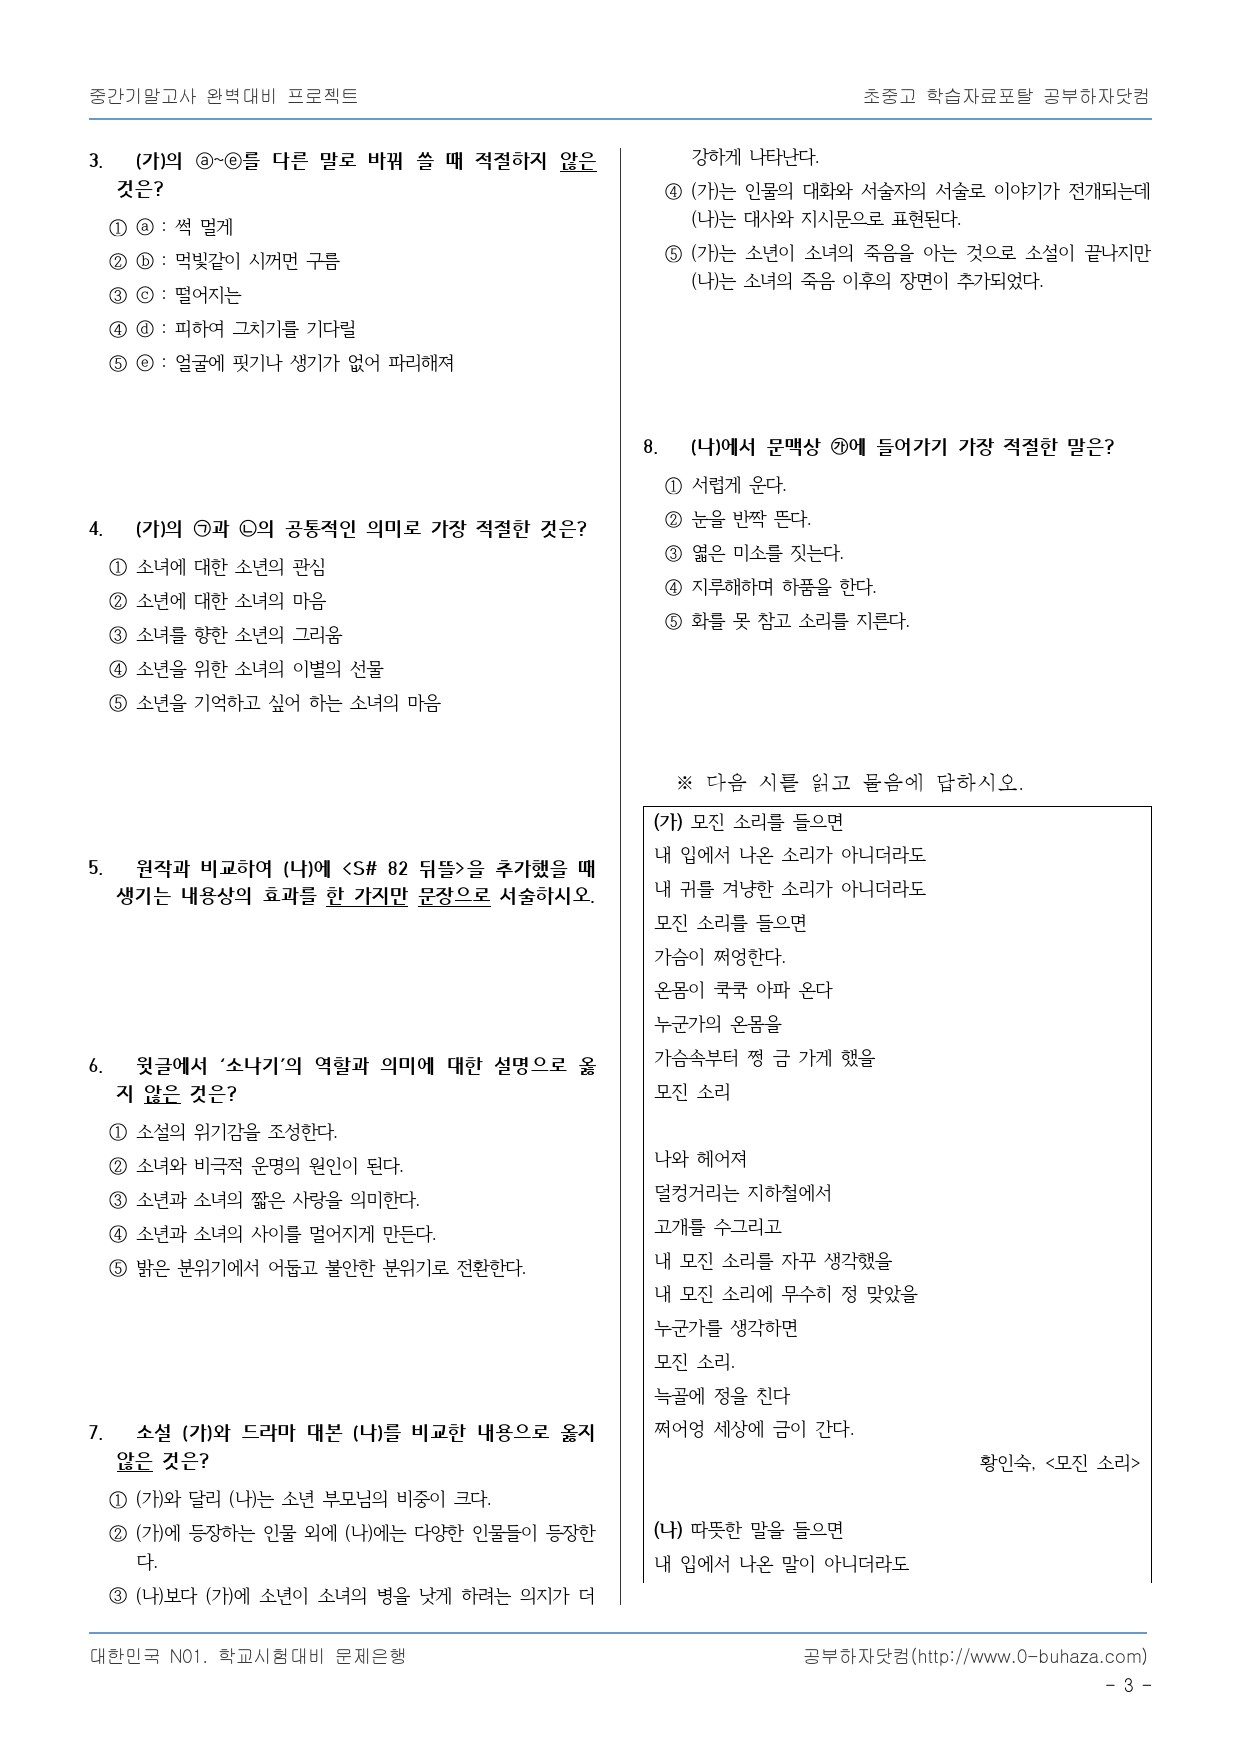 중간기말고사 완벽대비 프로젝트
초중고 학습자료포탈 공부하자닷컴
3. (가)의 ⓐ~ⓔ를 다른 말로 바꿔 쓸 때 적절하지 않은
것은?
① ⓐ : 썩 멀게
② ⓑ : 먹빛같이 시꺼먼 구름
③ ⓒ : 떨어지는
④ ⓓ : 피하여 그치기를 기다릴
⑤ ⓔ : 얼굴에 핏기나 생기가 없어 파리해져
4. (가)의 ㉠과 ㉡의 공통적인 의미로 가장 적절한 것은?
① 소녀에 대한 소년의 관심
② 소년에 대한 소녀의 마음
③ 소녀를 향한 소년의 그리움
④ 소년을 위한 소녀의 이별의 선물
⑤ 소년을 기억하고 싶어 하는 소녀의 마음
5. 원작과 비교하여 (나)에 <S# 82 뒤뜰>을 추가했을 때
생기는 내용상의 효과를 한 가지만 문장으로 서술하시오.
6. 윗글에서 ‘소나기’의 역할과 의미에 대한 설명으로 옳
지 않은 것은?
① 소설의 위기감을 조성한다.
② 소녀와 비극적 운명의 원인이 된다.
③ 소년과 소녀의 짧은 사랑을 의미한다.
④ 소년과 소녀의 사이를 멀어지게 만든다.
⑤ 밝은 분위기에서 어둡고 불안한 분위기로 전환한다.
7. 소설 (가)와 드라마 대본 (나)를 비교한 내용으로 옳지
않은 것은?
① (가)와 달리 (나)는 소년 부모님의 비중이 크다.
② (가)에 등장하는 인물 외에 (나)에는 다양한 인물들이 등장한
다.
③ (나)보다 (가)에 소년이 소녀의 병을 낫게 하려는 의지가 더
강하게 나타난다.
④ (가)는 인물의 대화와 서술자의 서술로 이야기가 전개되는데
(나)는 대사와 지시문으로 표현된다.
⑤ (가)는 소년이 소녀의 죽음을 아는 것으로 소설이 끝나지만
(나)는 소녀의 죽음 이후의 장면이 추가되었다.
8. (나)에서 문맥상 ㉮에 들어가기 가장 적절한 말은?
① 서럽게 운다.
② 눈을 반짝 뜬다.
③ 엷은 미소를 짓는다.
④ 지루해하며 하품을 한다.
⑤ 화를 못 참고 소리를 지른다.
※ 다음 시를 읽고 물음에 답하시오.
(가) 모진 소리를 들으면
내 입에서 나온 소리가 아니더라도
내 귀를 겨냥한 소리가 아니더라도
모진 소리를 들으면
가슴이 쩌엉한다.
온몸이 쿡쿡 아파 온다
누군가의 온몸을
가슴속부터 쩡 금 가게 했을
모진 소리
나와 헤어져
덜컹거리는 지하철에서
고개를 수그리고
내 모진 소리를 자꾸 생각했을
내 모진 소리에 무수히 정 맞았을
누군가를 생각하면
모진 소리.
늑골에 정을 친다
쩌어엉 세상에 금이 간다.
황인숙, <모진 소리>
(나) 따뜻한 말을 들으면
내 입에서 나온 말이 아니더라도
대한민국 N01. 학교시험대비 문제은행
공부하자닷컴(http://www.0-buhaza.com)
- 3 -